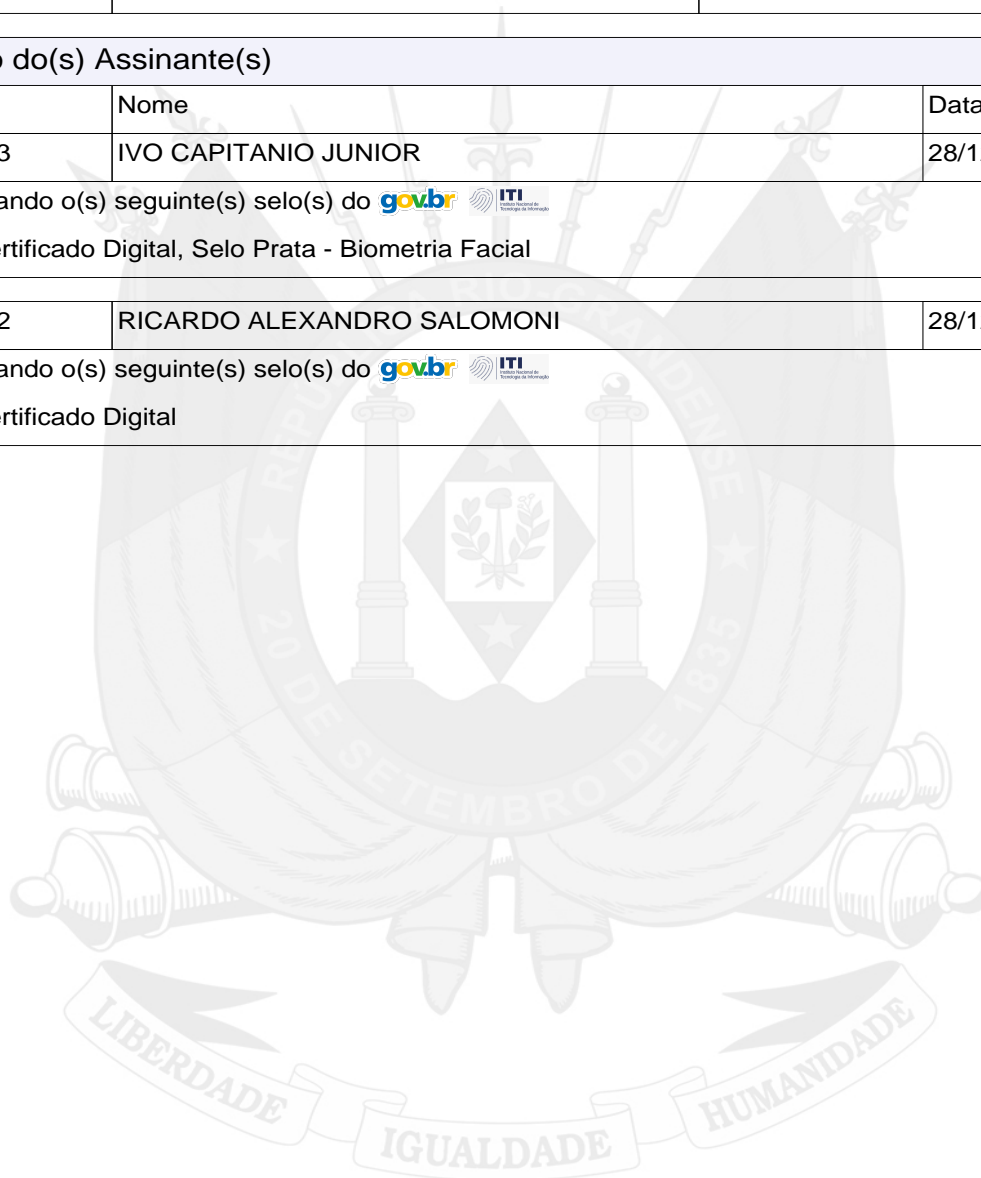 o do(s) Assinante(s)
Nome Data
3 IVO CAPITANIO JUNIOR 28/1
ando o(s) seguinte(s) selo(s) do gov.br ITI
ertificado Digital, Selo Prata - Biometria Facial
2 RICARDO ALEXANDRO SALOMONI 28/1
ando o(s) seguinte(s) selo(s) do gov.br ITI
ertificado Digital
REPUBLICA RIO-GRANDENSE
20 DE SETEMBRO DE 1835
LIBERDADE
IGUALDADE
HUMANIDADE